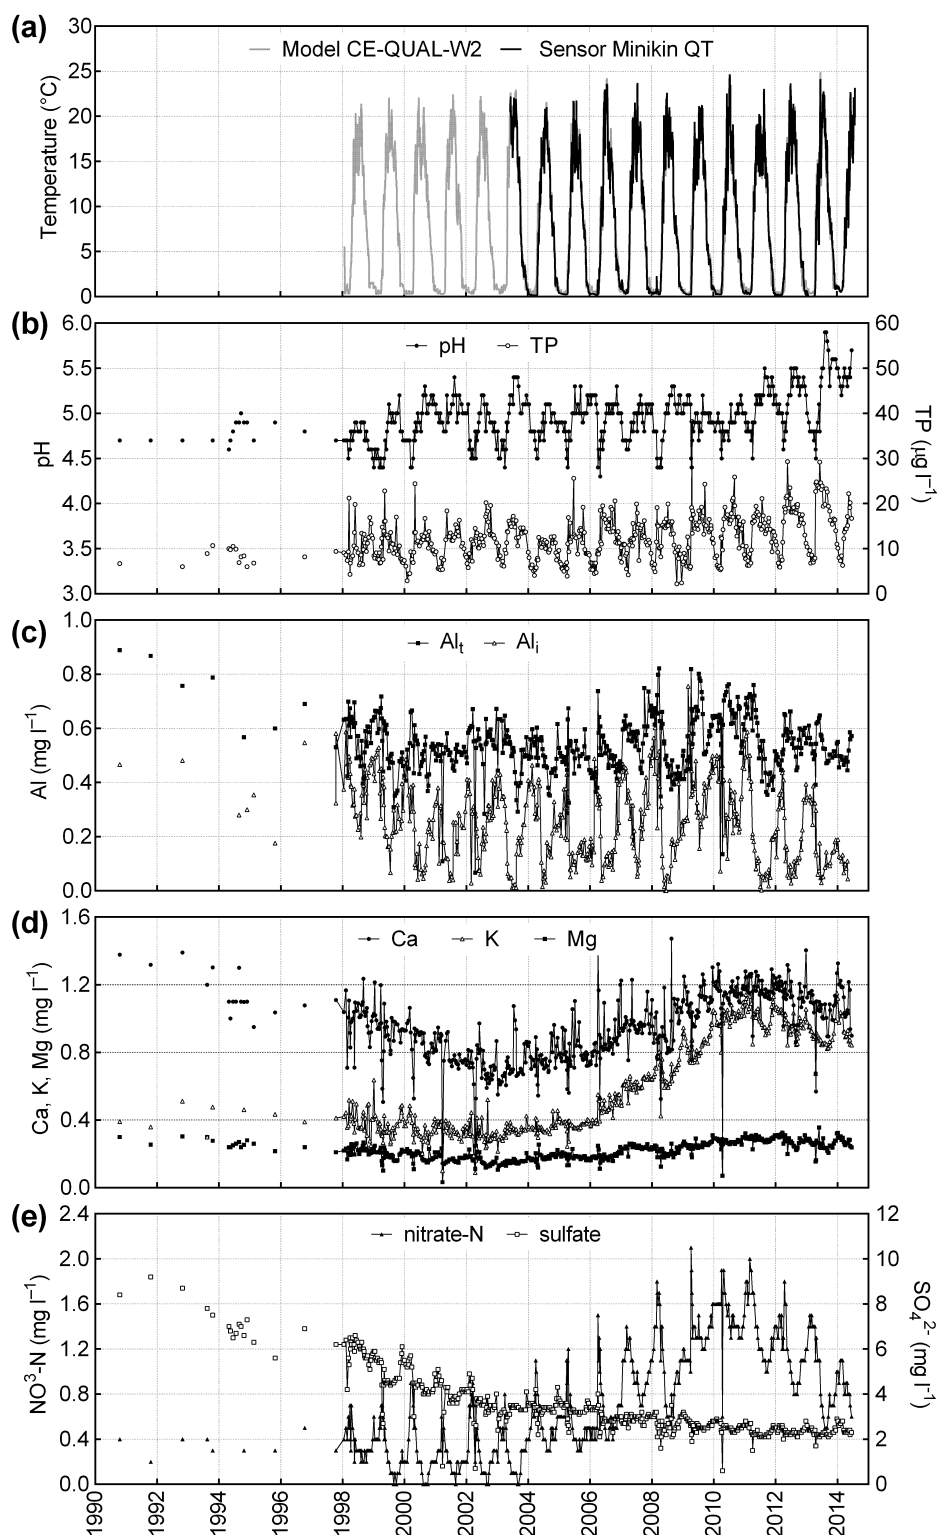 (a)
30
25
20
15
10
5
0
Temperature (°C)
Model CE-QUAL-W2
Sensor Minikin QT
(b)
6.0
5.5
5.0
4.5
4.0
3.5
3.0
pH
pH
TP
60
50
40
30
20
10
0
TP (µg l⁻¹)
(c)
1.0
0.8
0.6
0.4
0.2
0.0
Al (mg l⁻¹)
Alₜ
Alᵢ
(d)
1.6
1.2
0.8
0.4
0.0
Ca, K, Mg (mg l⁻¹)
Ca
K
Mg
(e)
2.4
2.0
1.6
1.2
0.8
0.4
0.0
NO³-N (mg l⁻¹)
nitrate-N
sulfate
12
10
8
6
4
2
0
SO₄²⁻ (mg l⁻¹)
1990
1992
1994
1996
1998
2000
2002
2004
2006
2008
2010
2012
2014